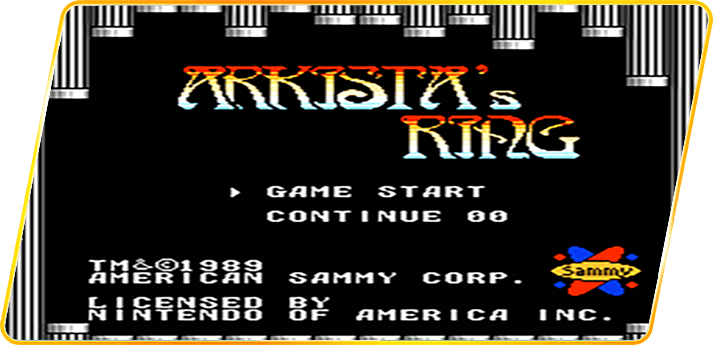 ARKISTA's
RING
GAME START
CONTINUE 00
TM&©1989
AMERICAN SAMMY CORP.
Sammy
LICENSED BY
NINTENDO OF AMERICA INC.